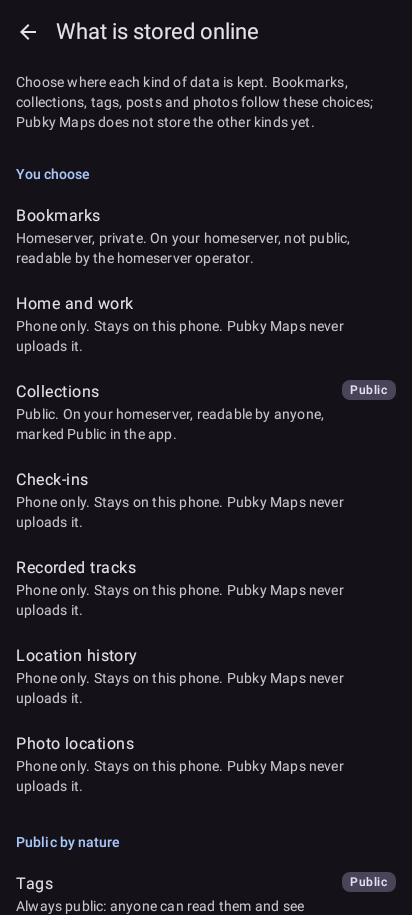 What is stored online
Choose where each kind of data is kept. Bookmarks,
collections, tags, posts and photos follow these choices;
Pubky Maps does not store the other kinds yet.
You choose
Bookmarks
Homeserver, private. On your homeserver, not public,
readable by the homeserver operator.
Home and work
Phone only. Stays on this phone. Pubky Maps never
uploads it.
Collections
Public
Public. On your homeserver, readable by anyone,
marked Public in the app.
Check-ins
Phone only. Stays on this phone. Pubky Maps never
uploads it.
Recorded tracks
Phone only. Stays on this phone. Pubky Maps never
uploads it.
Location history
Phone only. Stays on this phone. Pubky Maps never
uploads it.
Photo locations
Phone only. Stays on this phone. Pubky Maps never
uploads it.
Public by nature
Tags
Public
Always public: anyone can read them and see